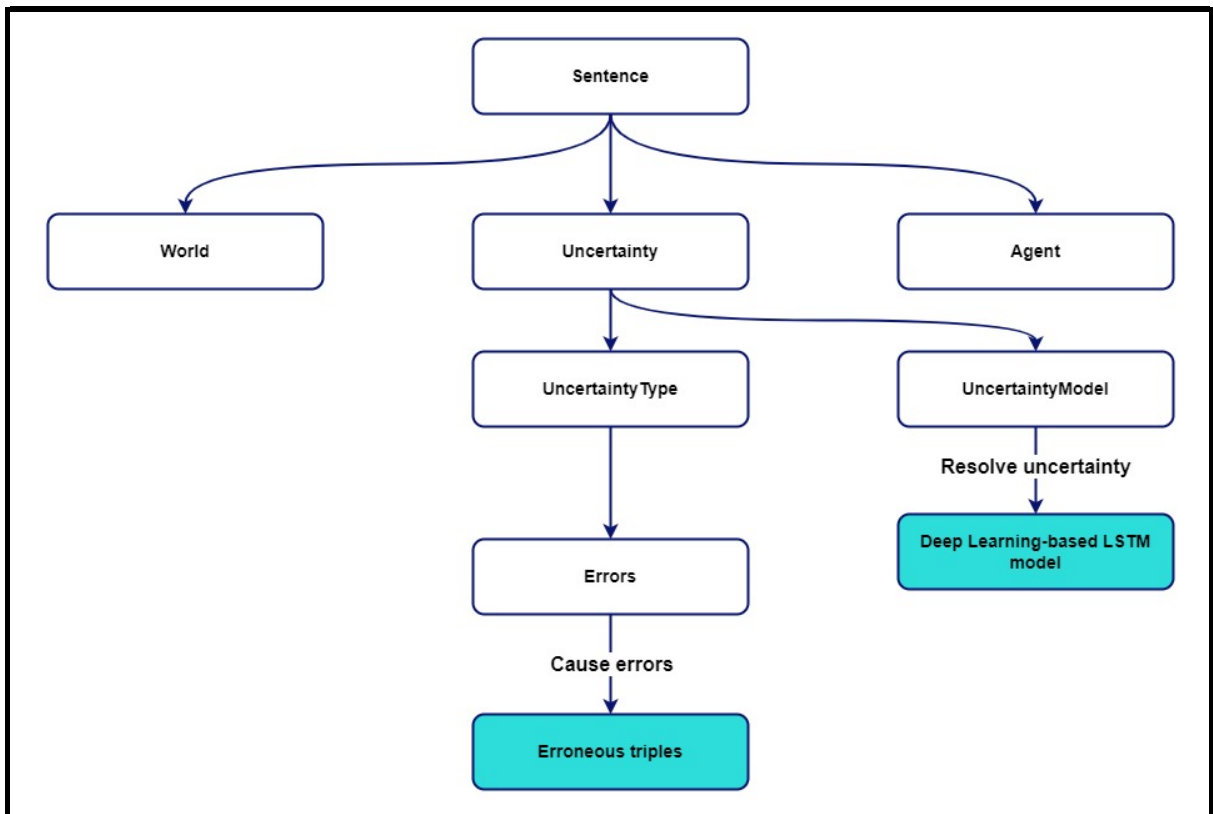 Sentence
World
Uncertainty
Agent
UncertaintyType
UncertaintyModel
Resolve uncertainty
Deep Learning-based LSTM
model
Errors
Cause errors
Erroneous triples